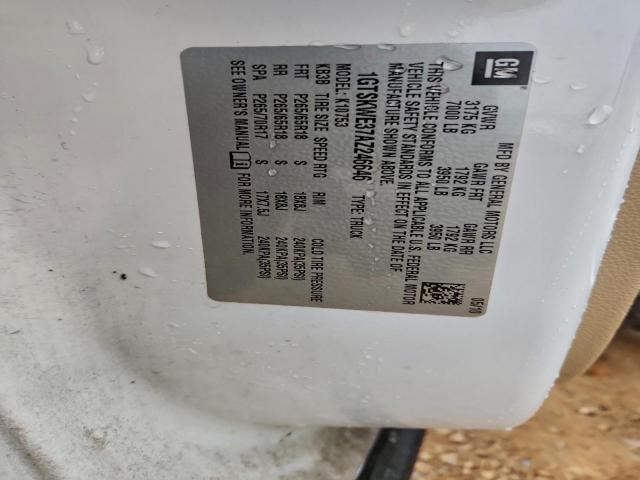 GM
MFD BY GENERAL MOTORS LLC 05/10
GVWR GAWR FRT GAWR RR
3175 KG 1792 KG 1792 KG
7000 LB 3950 LB 3950 LB
THIS VEHICLE CONFORMS TO ALL APPLICABLE U.S. FEDERAL MOTOR
VEHICLE SAFETY STANDARDS IN EFFECT ON THE DATE OF
MANUFACTURE SHOWN ABOVE.
1GTSKWE37AZ246646 TYPE: TRUCK
MODEL: K10753
KB3B TIRE SIZE SPEED RTG RIM COLD TIRE PRESSURE
FRT P265/65R18 S 18X8J 240KPA(35PSI)
RR P265/65R18 S 18X8J 240KPA(35PSI)
SPA P265/70R17 S 17X7.5J 240KPA(35PSI)
SEE OWNER'S MANUAL FOR MORE INFORMATION.